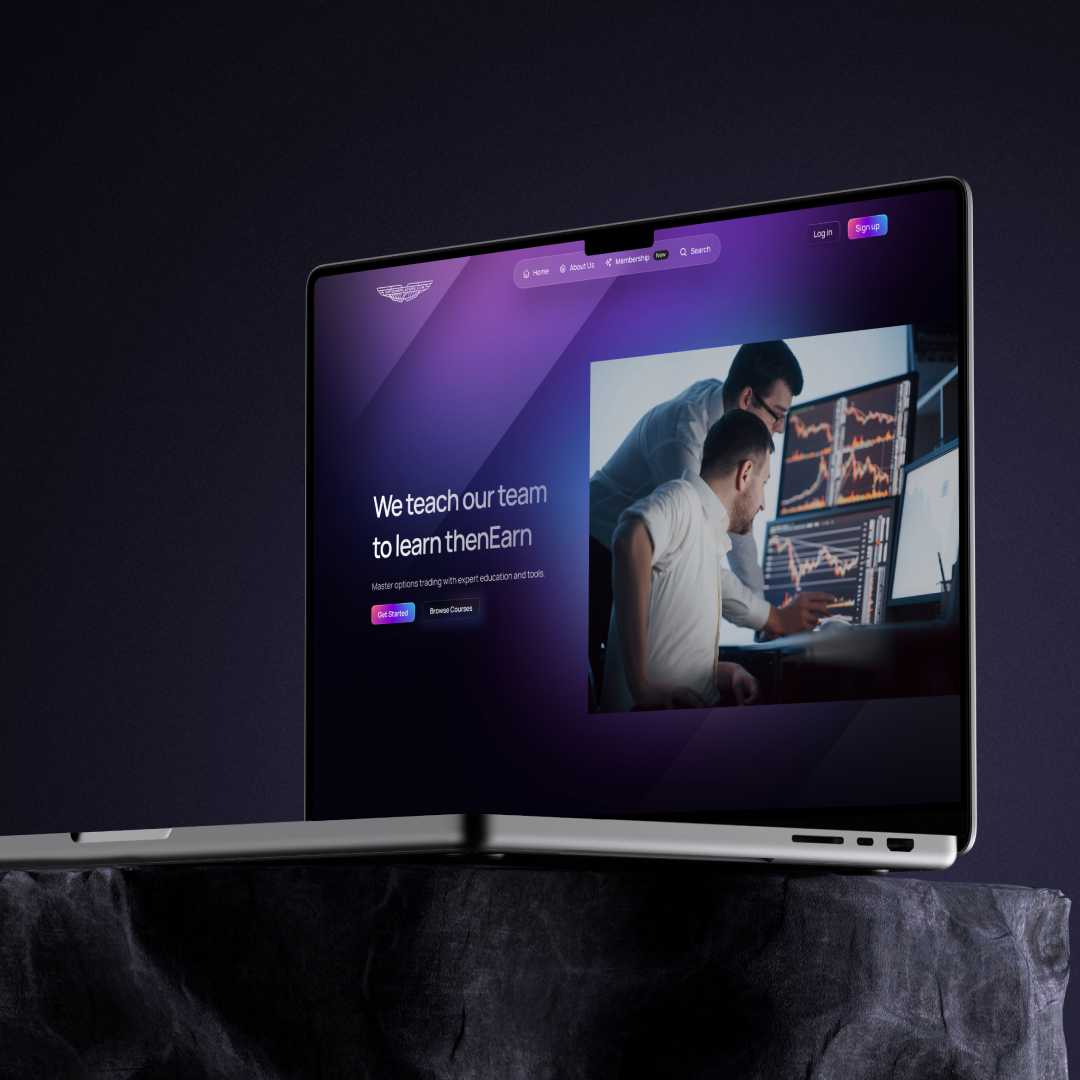 Home
About Us
Membership
New
Search
Log in
Sign up
We teach our team
to learn thenEarn
Master options trading with expert education and tools.
Get Started
Browse Courses